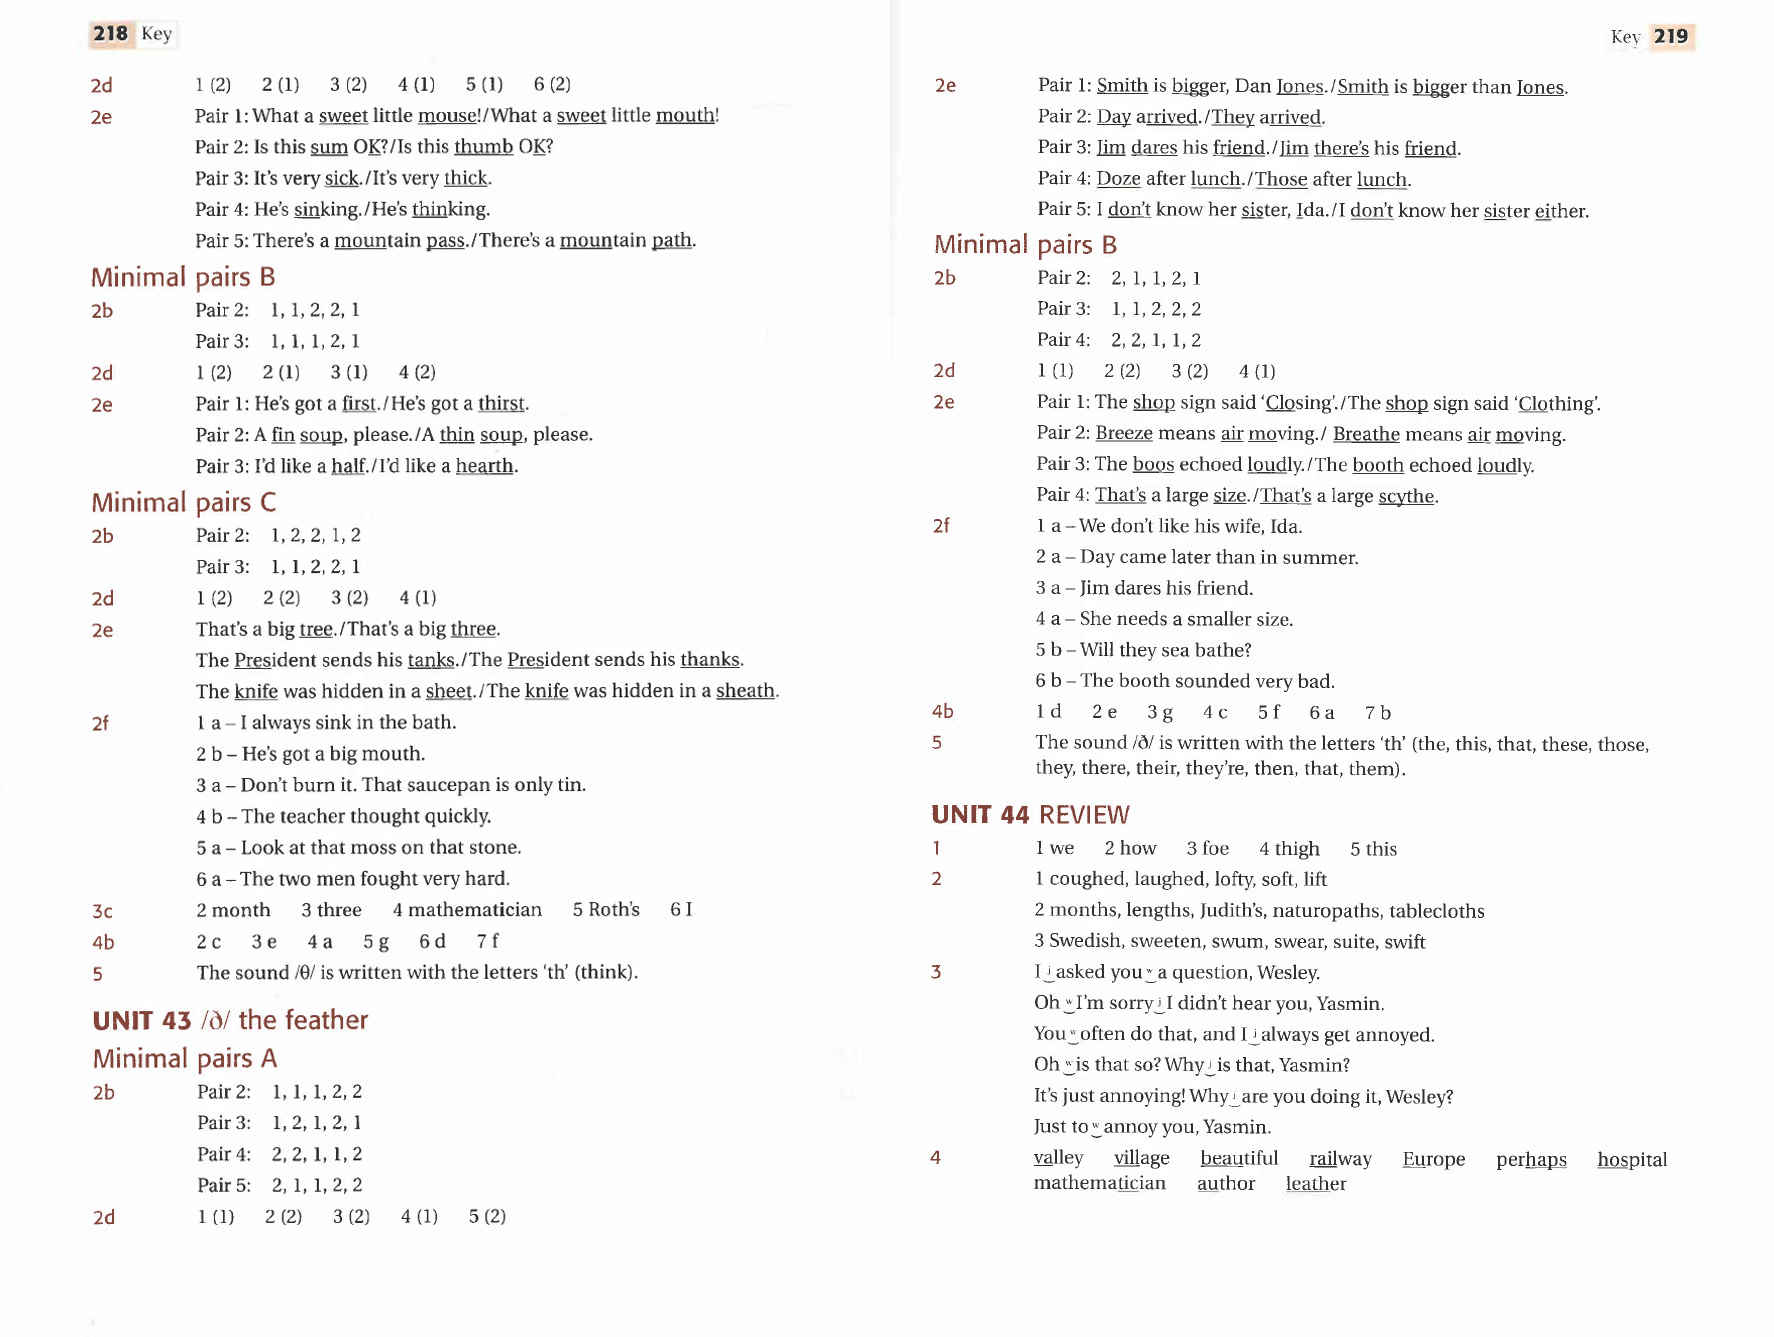 218 Key
2d 1 (2) 2 (1) 3 (2) 4 (1) 5 (1) 6 (2)
2e Pair 1: What a sweet little mouse!/What a sweet little mouth!
Pair 2: Is this sum OK?/Is this thumb OK?
Pair 3: It's very sick./It's very thick.
Pair 4: He's sinking./He's thinking.
Pair 5: There's a mountain pass./There's a mountain path.
Minimal pairs B
2b Pair 2: 1, 1, 2, 2, 1
Pair 3: 1, 1, 1, 2, 1
2d 1 (2) 2 (1) 3 (1) 4 (2)
2e Pair 1: He's got a first./He's got a thirst.
Pair 2: A fin soup, please./A thin soup, please.
Pair 3: I'd like a half./I'd like a hearth.
Minimal pairs C
2b Pair 2: 1, 2, 2, 1, 2
Pair 3: 1, 1, 2, 2, 1
2d 1 (2) 2 (2) 3 (2) 4 (1)
2e That's a big tree./That's a big three.
The President sends his tanks./The President sends his thanks.
The knife was hidden in a sheet./The knife was hidden in a sheath.
2f 1 a – I always sink in the bath.
2 b – He's got a big mouth.
3 a – Don't burn it. That saucepan is only tin.
4 b – The teacher thought quickly.
5 a – Look at that moss on that stone.
6 a – The two men fought very hard.
3c 2 month 3 three 4 mathematician 5 Roth's 6 I
4b 2 c 3 e 4 a 5 g 6 d 7 f
5 The sound /θ/ is written with the letters 'th' (think).
UNIT 43 /ð/ the feather
Minimal pairs A
2b Pair 2: 1, 1, 1, 2, 2
Pair 3: 1, 2, 1, 2, 1
Pair 4: 2, 2, 1, 1, 2
Pair 5: 2, 1, 1, 2, 2
2d 1 (1) 2 (2) 3 (2) 4 (1) 5 (2)
Key 219
2e Pair 1: Smith is bigger, Dan Jones./Smith is bigger than Jones.
Pair 2: Day arrived./They arrived.
Pair 3: Jim dares his friend./Jim there's his friend.
Pair 4: Doze after lunch./Those after lunch.
Pair 5: I don't know her sister, Ida./I don't know her sister either.
Minimal pairs B
2b Pair 2: 2, 1, 1, 2, 1
Pair 3: 1, 1, 2, 2, 2
Pair 4: 2, 2, 1, 1, 2
2d 1 (1) 2 (2) 3 (2) 4 (1)
2e Pair 1: The shop sign said 'Closing'./The shop sign said 'Clothing'.
Pair 2: Breeze means air moving./ Breathe means air moving.
Pair 3: The boos echoed loudly./The booth echoed loudly.
Pair 4: That's a large size./That's a large scythe.
2f 1 a – We don't like his wife, Ida.
2 a – Day came later than in summer.
3 a – Jim dares his friend.
4 a – She needs a smaller size.
5 b – Will they sea bathe?
6 b – The booth sounded very bad.
4b 1 d 2 e 3 g 4 c 5 f 6 a 7 b
5 The sound /ð/ is written with the letters 'th' (the, this, that, these, those,
they, there, their, they're, then, that, them).
UNIT 44 REVIEW
1 1 we 2 how 3 foe 4 thigh 5 this
2 1 coughed, laughed, lofty, soft, lift
2 months, lengths, Judith's, naturopaths, tablecloths
3 Swedish, sweeten, swum, swear, suite, swift
3 I j asked you w a question, Wesley.
Oh w I'm sorry j I didn't hear you, Yasmin.
You w often do that, and I j always get annoyed.
Oh w is that so? Why j is that, Yasmin?
It's just annoying! Why j are you doing it, Wesley?
Just to w annoy you, Yasmin.
4 valley village beautiful railway Europe perhaps hospital
mathematician author leather